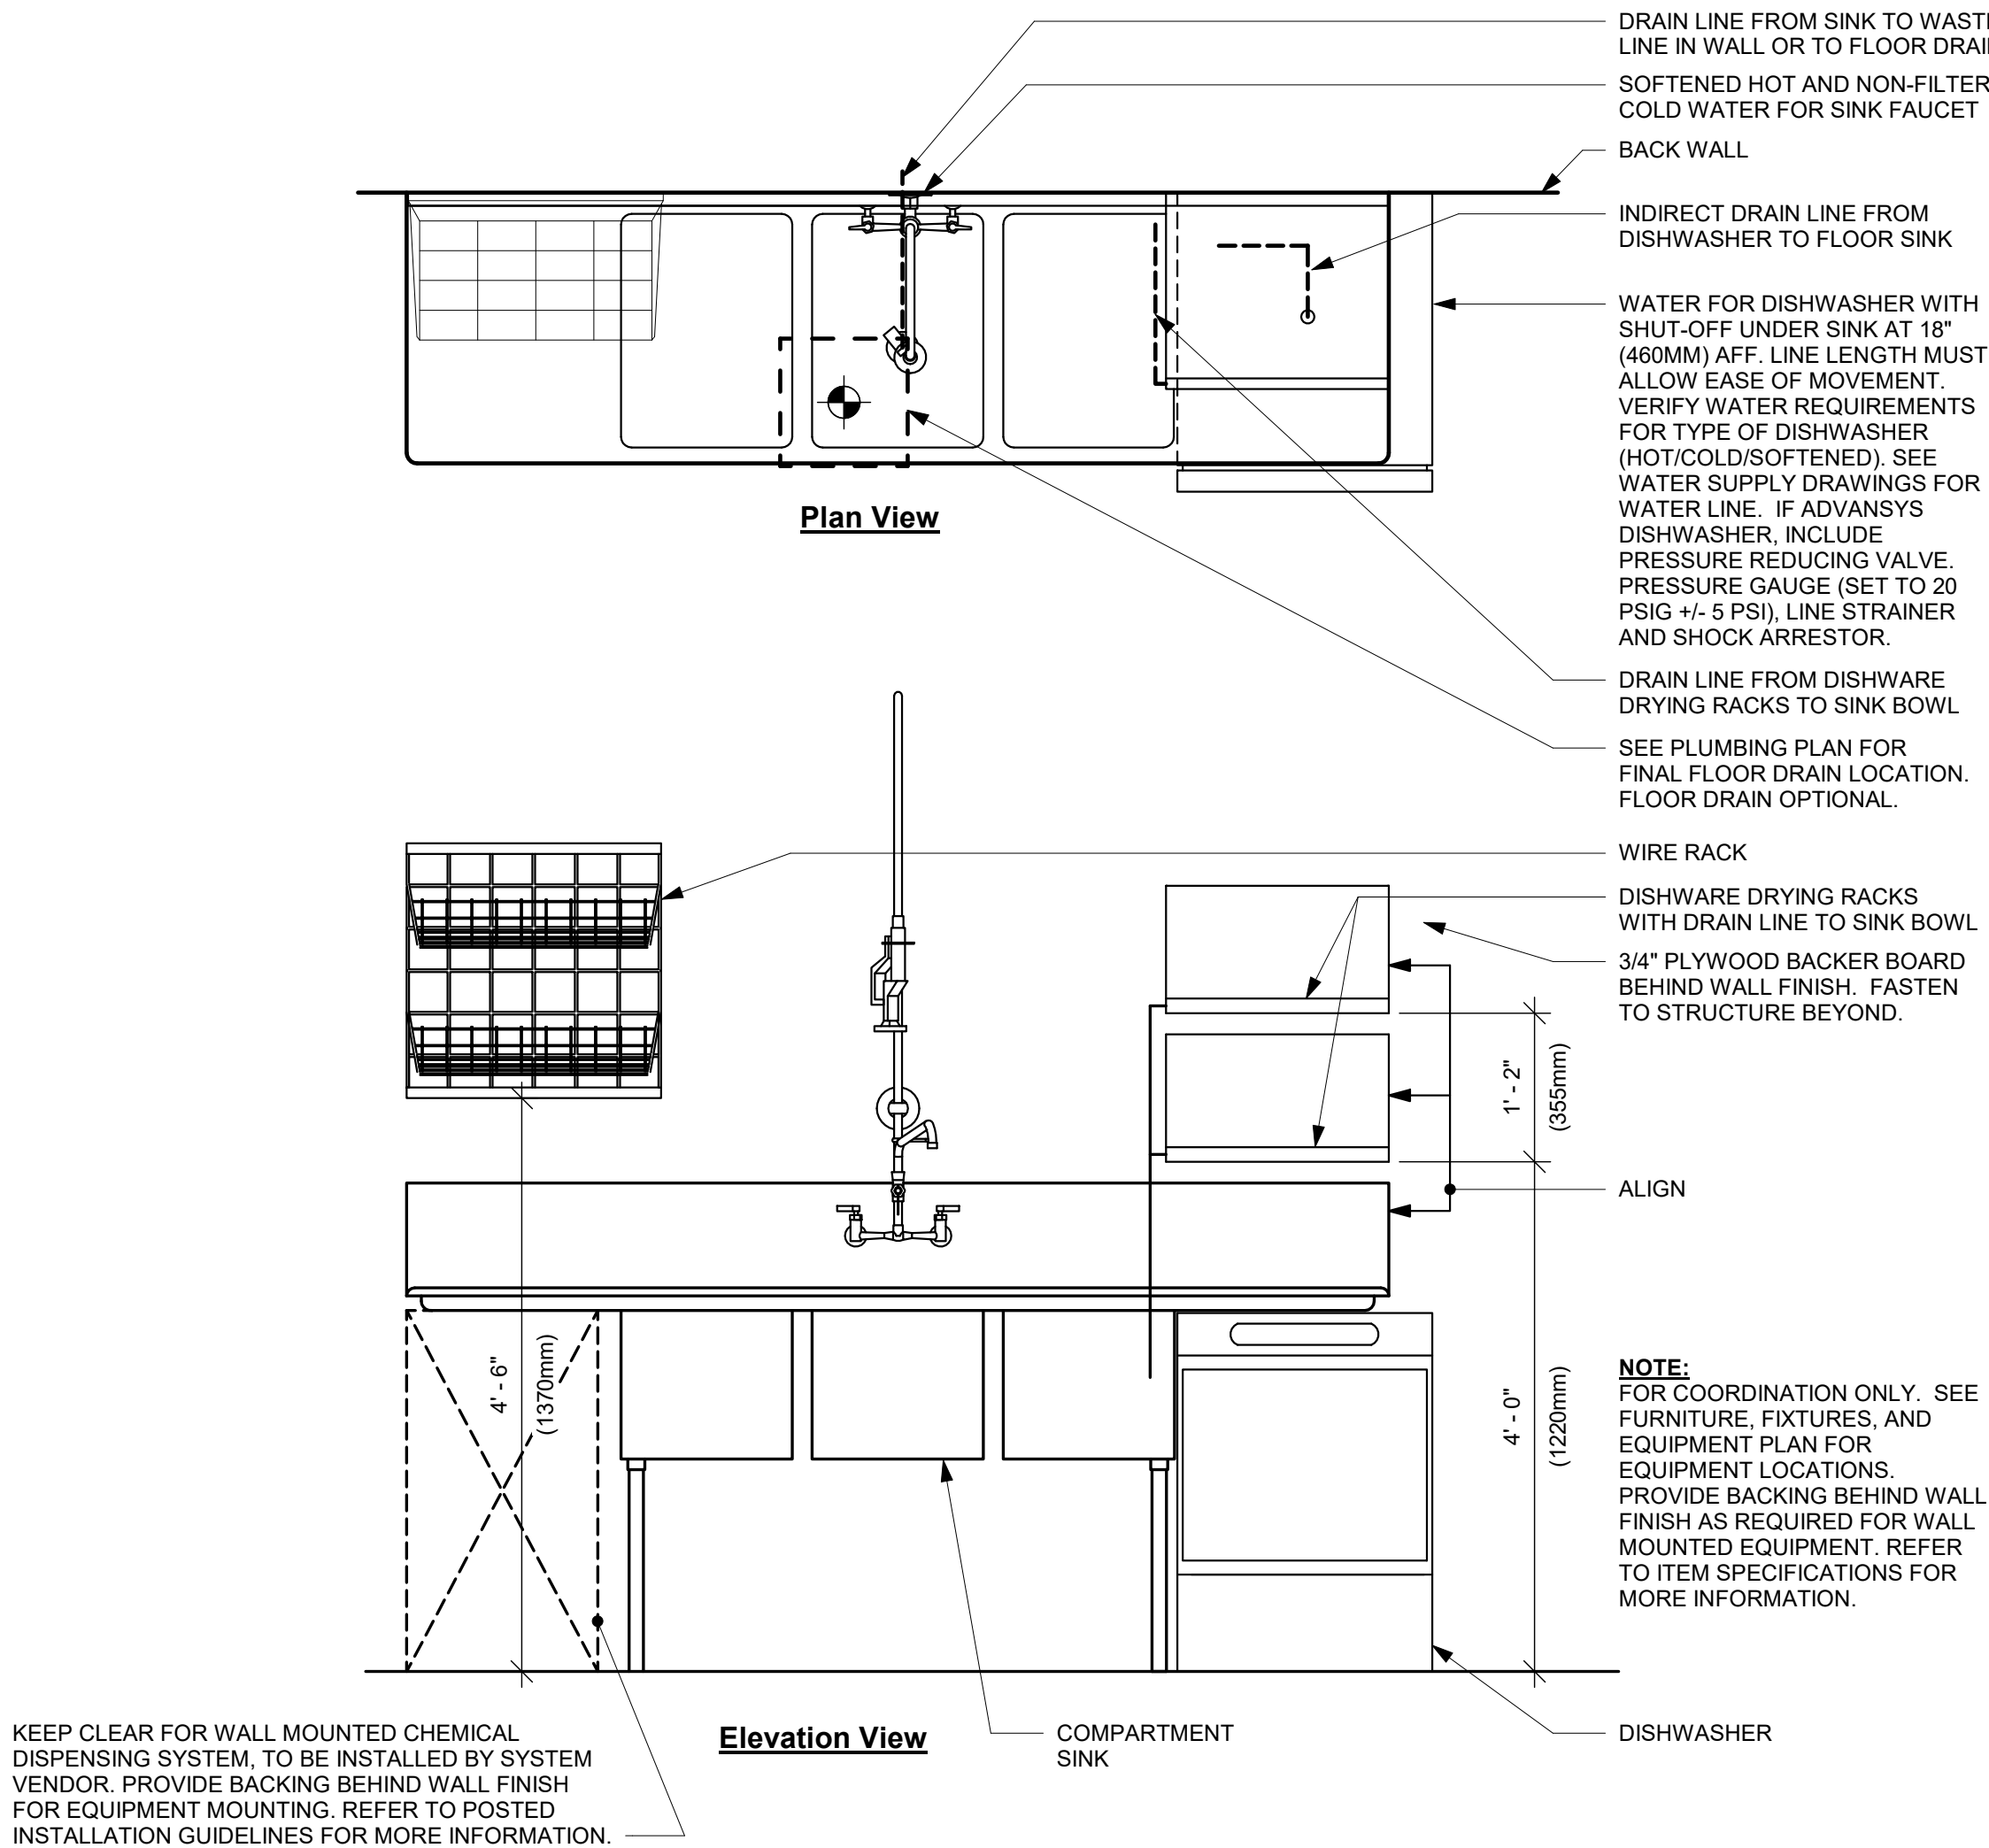 DRAIN LINE FROM SINK TO
LINE IN WALL OR TO FLOOR
SOFTENED HOT AND
COLD WATER FOR SINK FAUCET
BACK WALL
INDIRECT DRAIN LINE FROM
DISHWASHER TO FLOOR SINK
WATER FOR DISHWASHER WITH
SHUT-OFF UNDER SINK AT 18"
(460MM) AFF. LINE LENGTH MUST
ALLOW EASE OF MOVEMENT.
VERIFY WATER REQUIREMENTS
FOR TYPE OF DISHWASHER
(HOT/COLD/SOFTENED). SEE
WATER SUPPLY DRAWINGS FOR
WATER LINE. IF ADVANSYS
DISHWASHER, INCLUDE
PRESSURE REDUCING VALVE.
PRESSURE GAUGE (SET TO 20
PSIG +/- 5 PSI), LINE STRAINER
AND SHOCK ARRESTOR.
Plan View
DRAIN LINE FROM DISHWARE
DRYING RACKS TO SINK BOWL
SEE PLUMBING PLAN FOR
FINAL FLOOR DRAIN LOCATION.
FLOOR DRAIN OPTIONAL.
WIRE RACK
DISHWARE DRYING RACKS
WITH DRAIN LINE TO SINK BOWL
3/4" PLYWOOD BACKER BOARD
BEHIND WALL FINISH. FASTEN
TO STRUCTURE BEYOND.
1' - 2"
(355mm)
ALIGN
4' - 6"
(1370mm)
4' - 0"
(1220mm)
NOTE:
FOR COORDINATION ONLY. SEE
FURNITURE, FIXTURES, AND
EQUIPMENT PLAN FOR
EQUIPMENT LOCATIONS.
PROVIDE BACKING BEHIND WALL
FINISH AS REQUIRED FOR WALL
MOUNTED EQUIPMENT. REFER
TO ITEM SPECIFICATIONS FOR
MORE INFORMATION.
KEEP CLEAR FOR WALL MOUNTED CHEMICAL
DISPENSING SYSTEM, TO BE INSTALLED BY SYSTEM
VENDOR. PROVIDE BACKING BEHIND WALL FINISH
FOR EQUIPMENT MOUNTING. REFER TO POSTED
INSTALLATION GUIDELINES FOR MORE INFORMATION.
Elevation View
COMPARTMENT
SINK
DISHWASHER